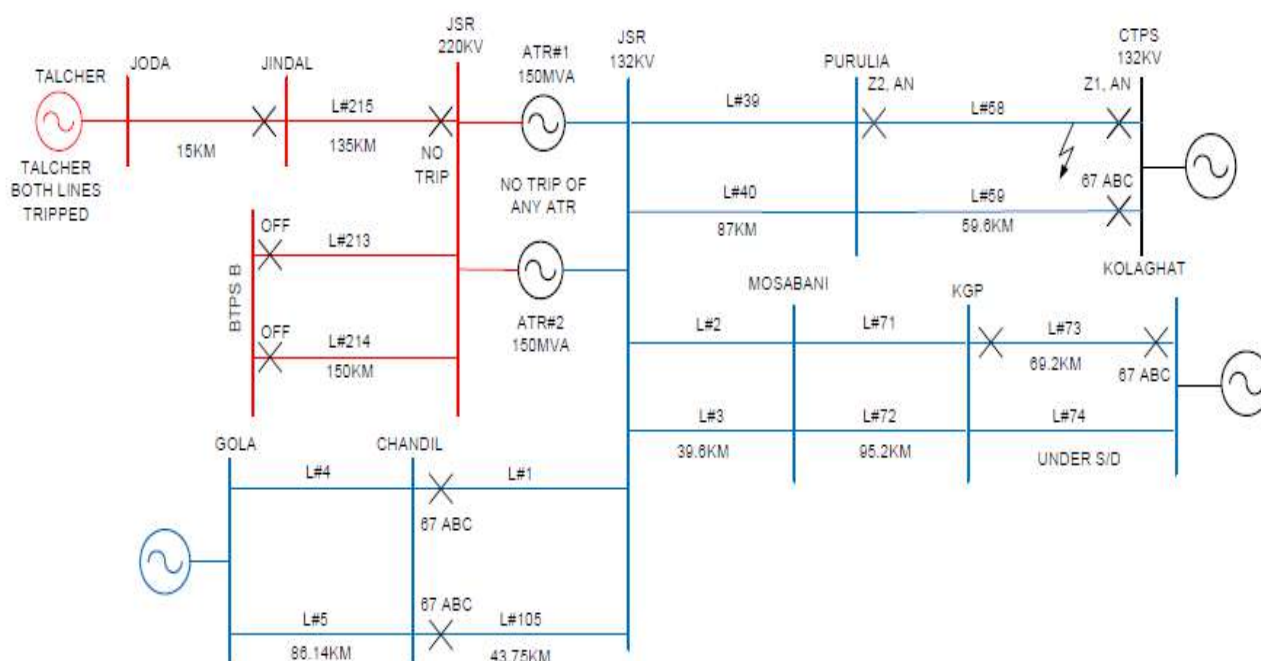 TALCHER
JODA
JINDAL
L#215
15KM
135KM
TALCHER
BOTH LINES
TRIPPED
JSR
220KV
NO
TRIP
ATR#1
150MVA
NO TRIP OF
ANY ATR
ATR#2
150MVA
JSR
132KV
L#39
PURULIA
Z2, AN
L#58
CTPS
132KV
Z1, AN
67 ABC
L#40
87KM
L#59
59.6KM
KOLAGHAT
BTPS B
OFF
L#213
OFF
L#214
150KM
MOSABANI
KGP
L#2
L#71
L#73
69.2KM
67 ABC
L#3
39.6KM
L#72
95.2KM
L#74
UNDER S/D
GOLA
CHANDIL
L#4
L#1
67 ABC
67 ABC
L#5
86.14KM
L#105
43.75KM